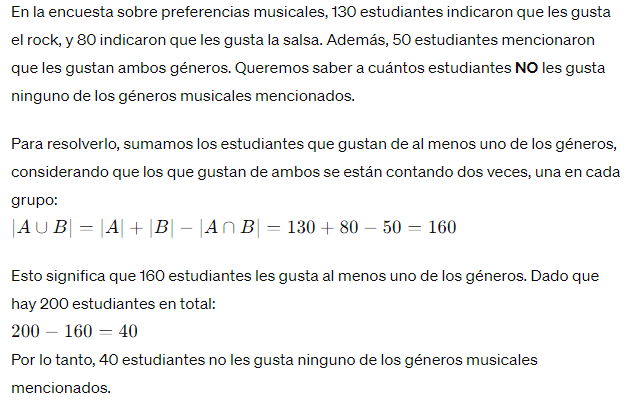 En la encuesta sobre preferencias musicales, 130 estudiantes indicaron que les gusta
el rock, y 80 indicaron que les gusta la salsa. Además, 50 estudiantes mencionaron
que les gustan ambos géneros. Queremos saber a cuántos estudiantes NO les gusta
ninguno de los géneros musicales mencionados.
Para resolverlo, sumamos los estudiantes que gustan de al menos uno de los géneros,
considerando que los que gustan de ambos se están contando dos veces, una en cada
grupo:
|A ∪ B| = |A| + |B| − |A ∩ B| = 130 + 80 − 50 = 160
Esto significa que 160 estudiantes les gusta al menos uno de los géneros. Dado que
hay 200 estudiantes en total:
200 − 160 = 40
Por lo tanto, 40 estudiantes no les gusta ninguno de los géneros musicales
mencionados.